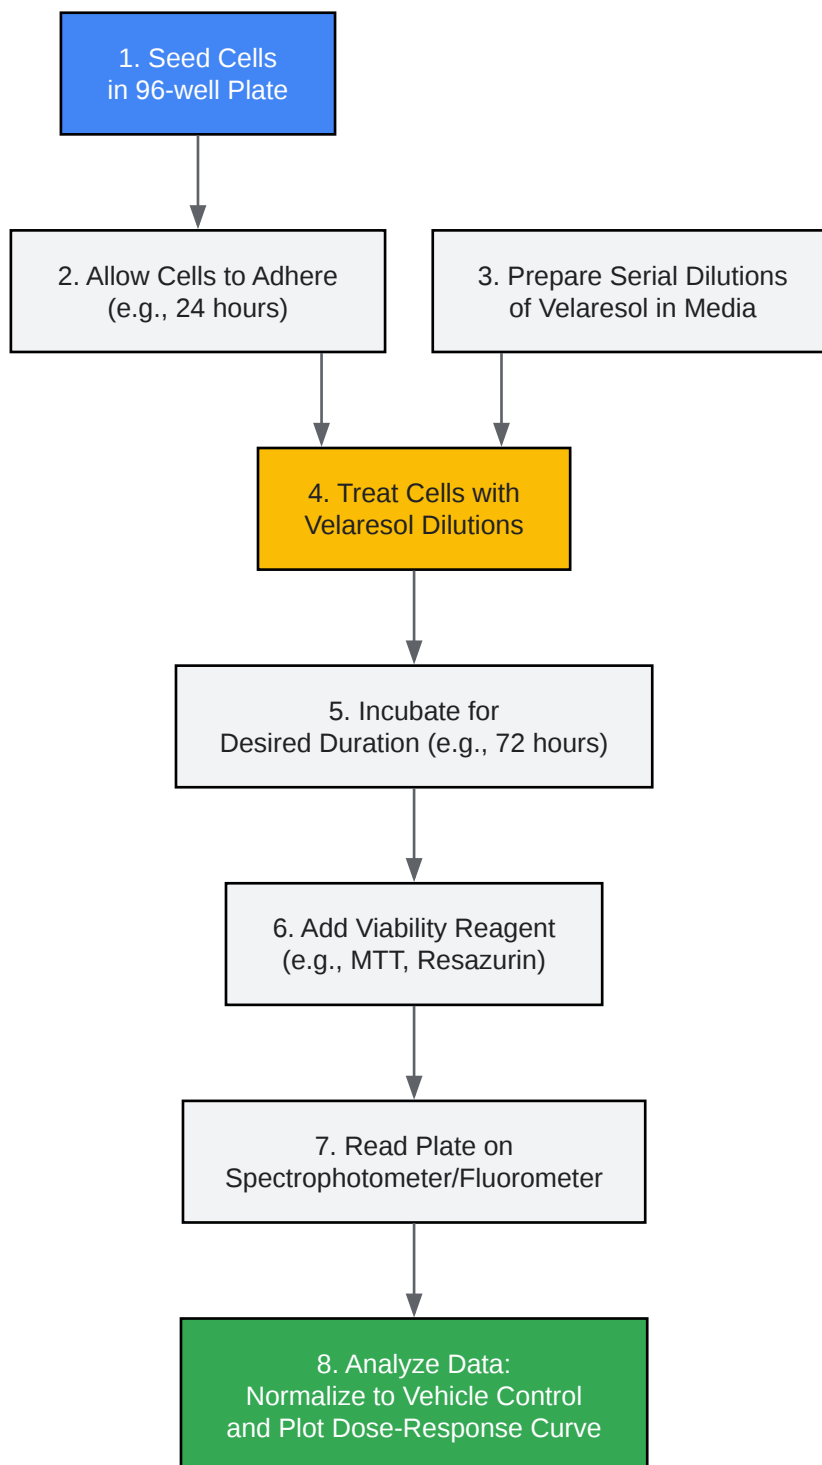 1. Seed Cells
in 96-well Plate
2. Allow Cells to Adhere
(e.g., 24 hours)
3. Prepare Serial Dilutions
of Velaresol in Media
4. Treat Cells with
Velaresol Dilutions
5. Incubate for
Desired Duration (e.g., 72 hours)
6. Add Viability Reagent
(e.g., MTT, Resazurin)
7. Read Plate on
Spectrophotometer/Fluorometer
8. Analyze Data:
Normalize to Vehicle Control
and Plot Dose-Response Curve